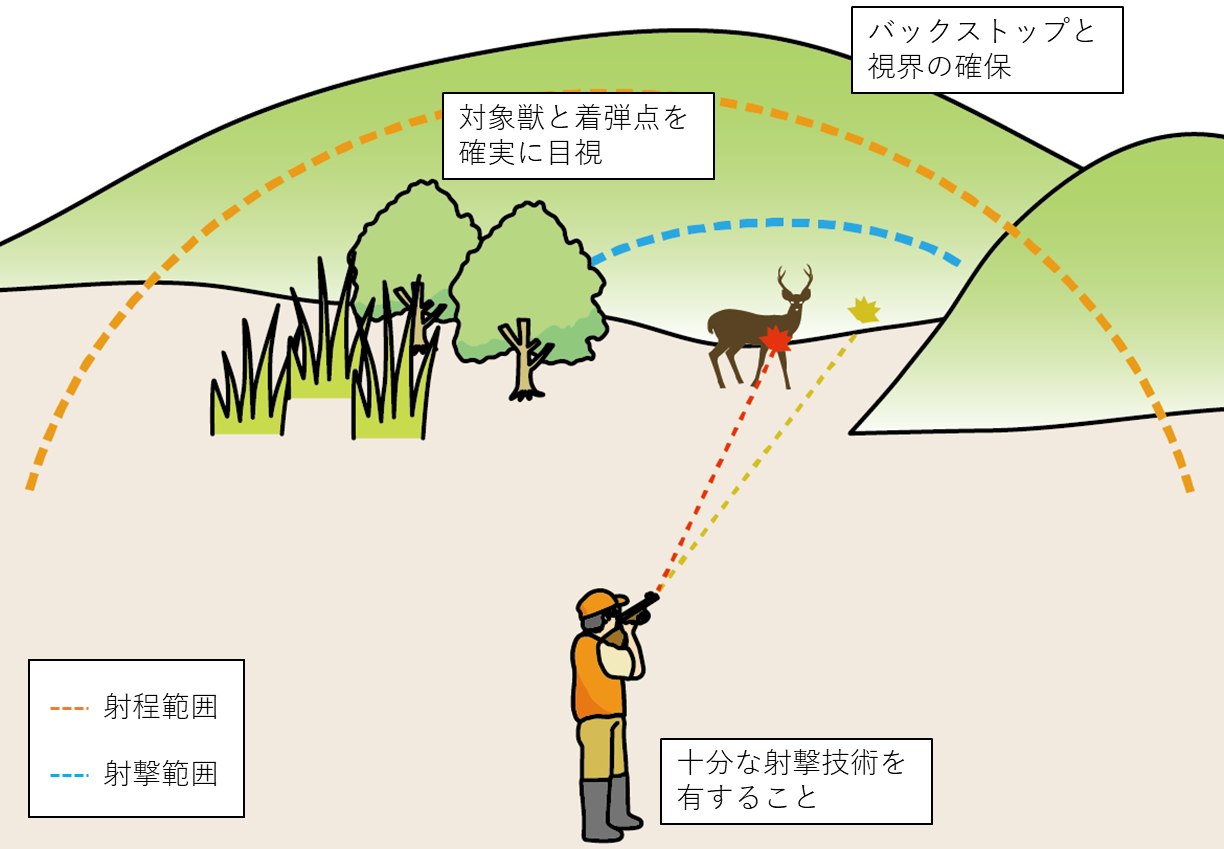 バックストップと
視界の確保
対象獣と着弾点を
確実に目視
射程範囲
射撃範囲
十分な射撃技術を
有すること